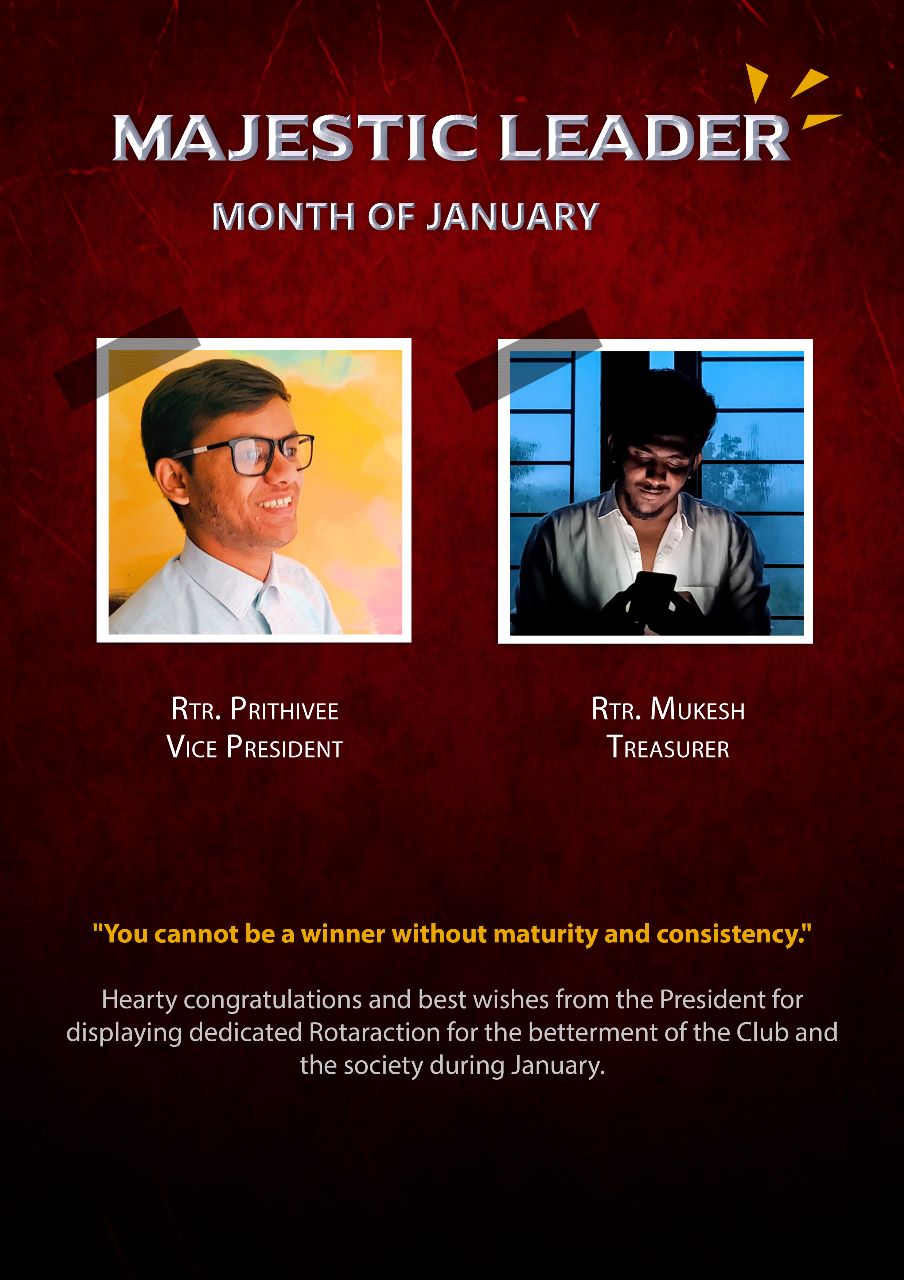 MAJESTIC LEADER
MONTH OF JANUARY
Rtr. Prithivee
Vice President
Rtr. Mukesh
Treasurer
"You cannot be a winner without maturity and consistency."
Hearty congratulations and best wishes from the President for
displaying dedicated Rotaraction for the betterment of the Club and
the society during January.